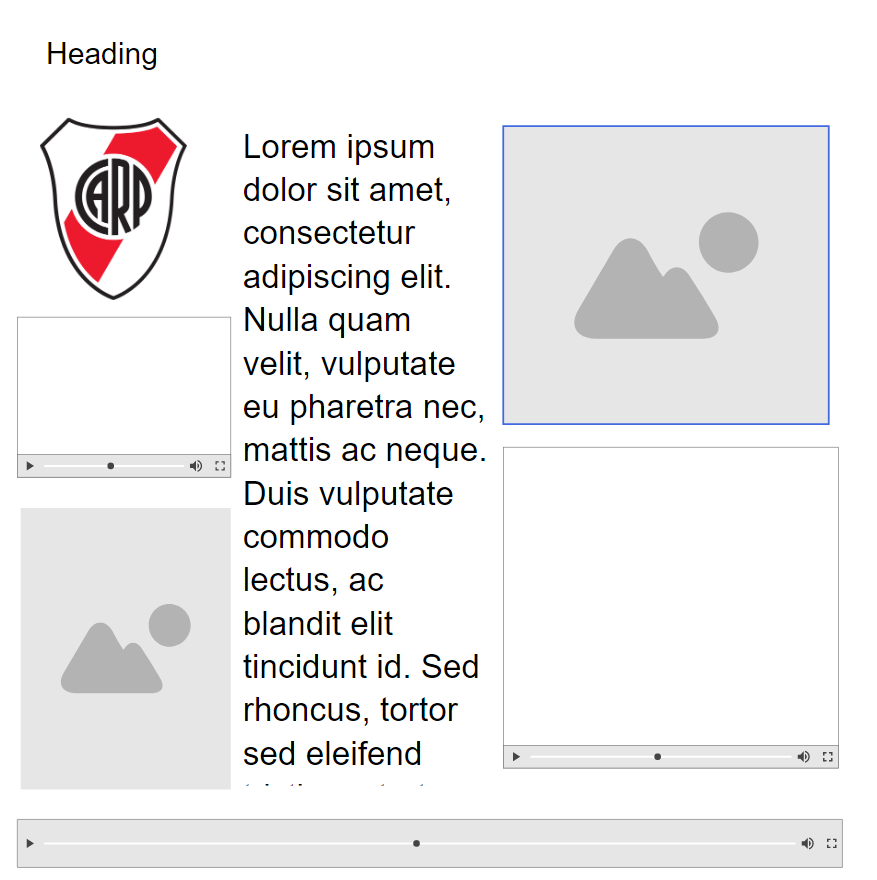 Heading
CARP
Lorem ipsum
dolor sit amet,
consectetur
adipiscing elit.
Nulla quam
velit, vulputate
eu pharetra nec,
mattis ac neque.
Duis vulputate
commodo
lectus, ac
blandit elit
tincidunt id. Sed
rhoncus, tortor
sed eleifend